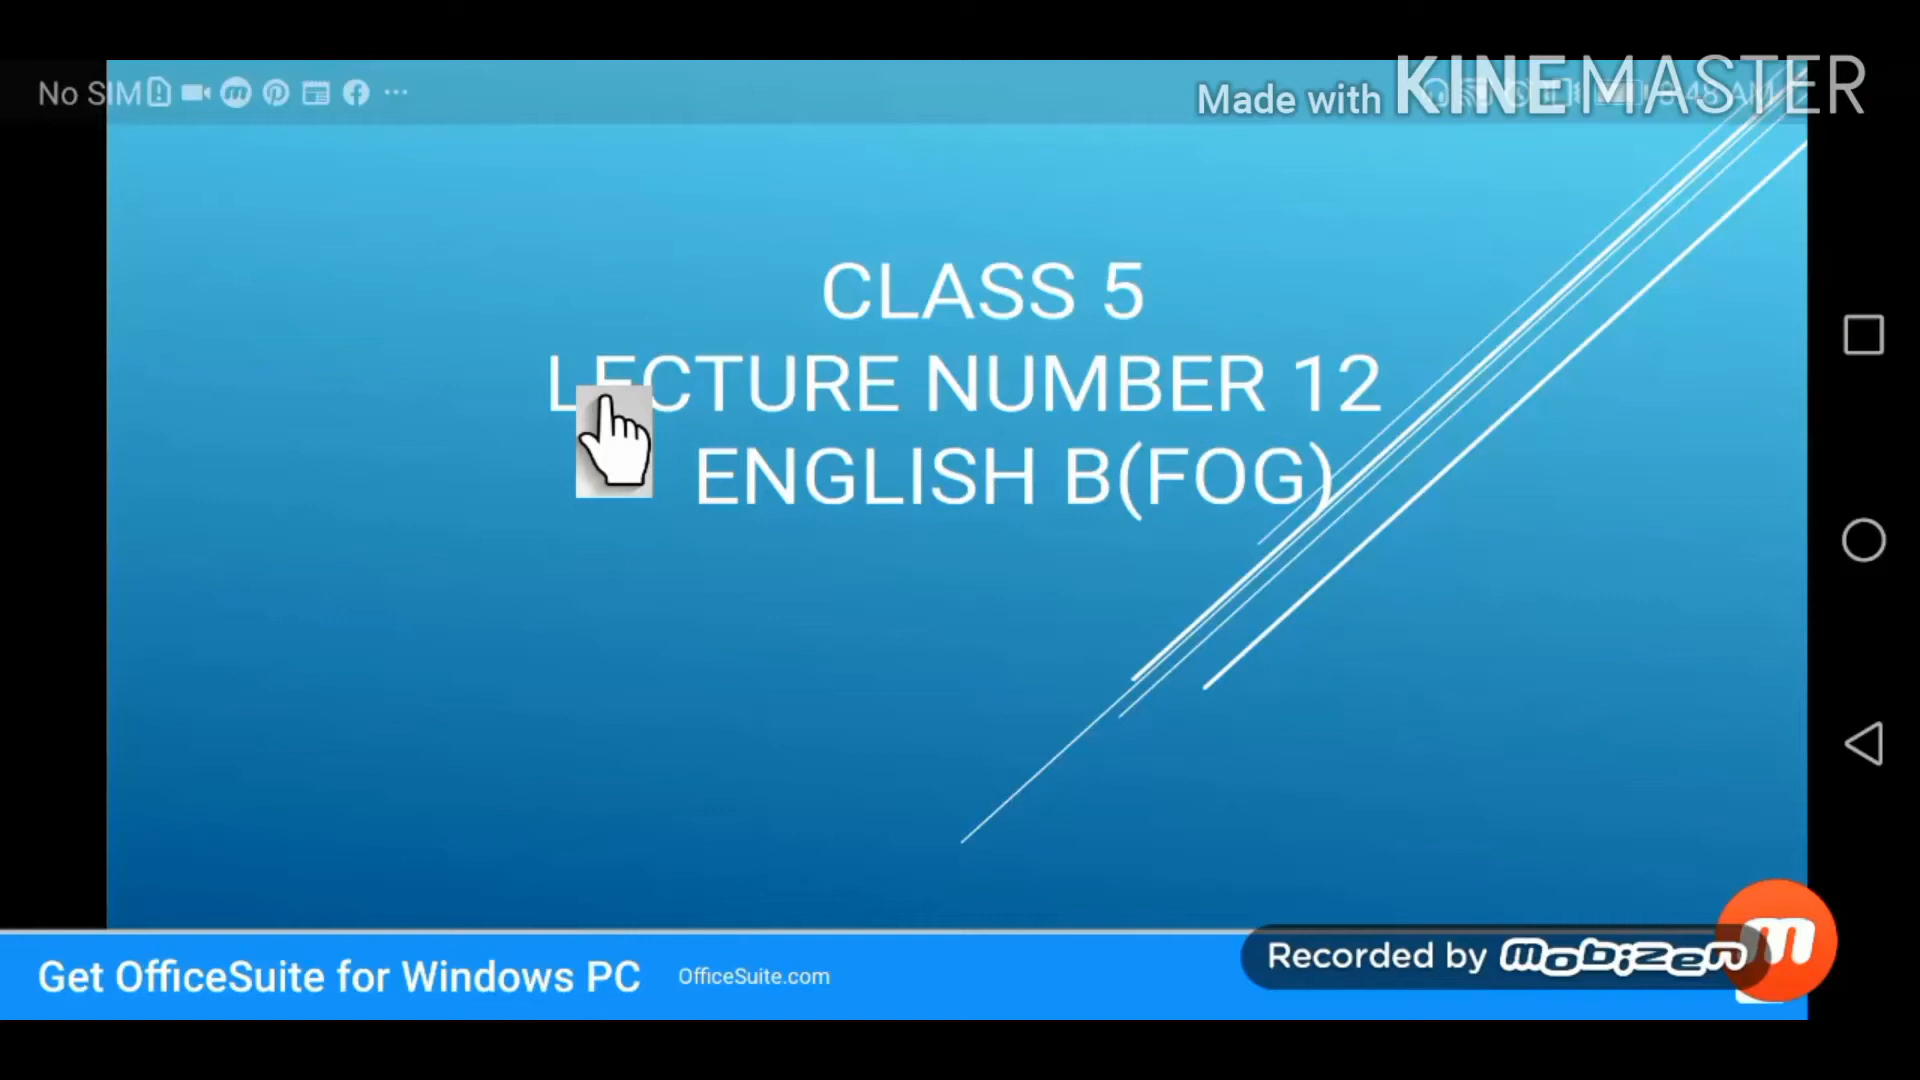 No SIM
Made with KINEMASTER
CLASS 5
LECTURE NUMBER 12
ENGLISH B(FOG)
Get OfficeSuite for Windows PC OfficeSuite.com
Recorded by mobizen